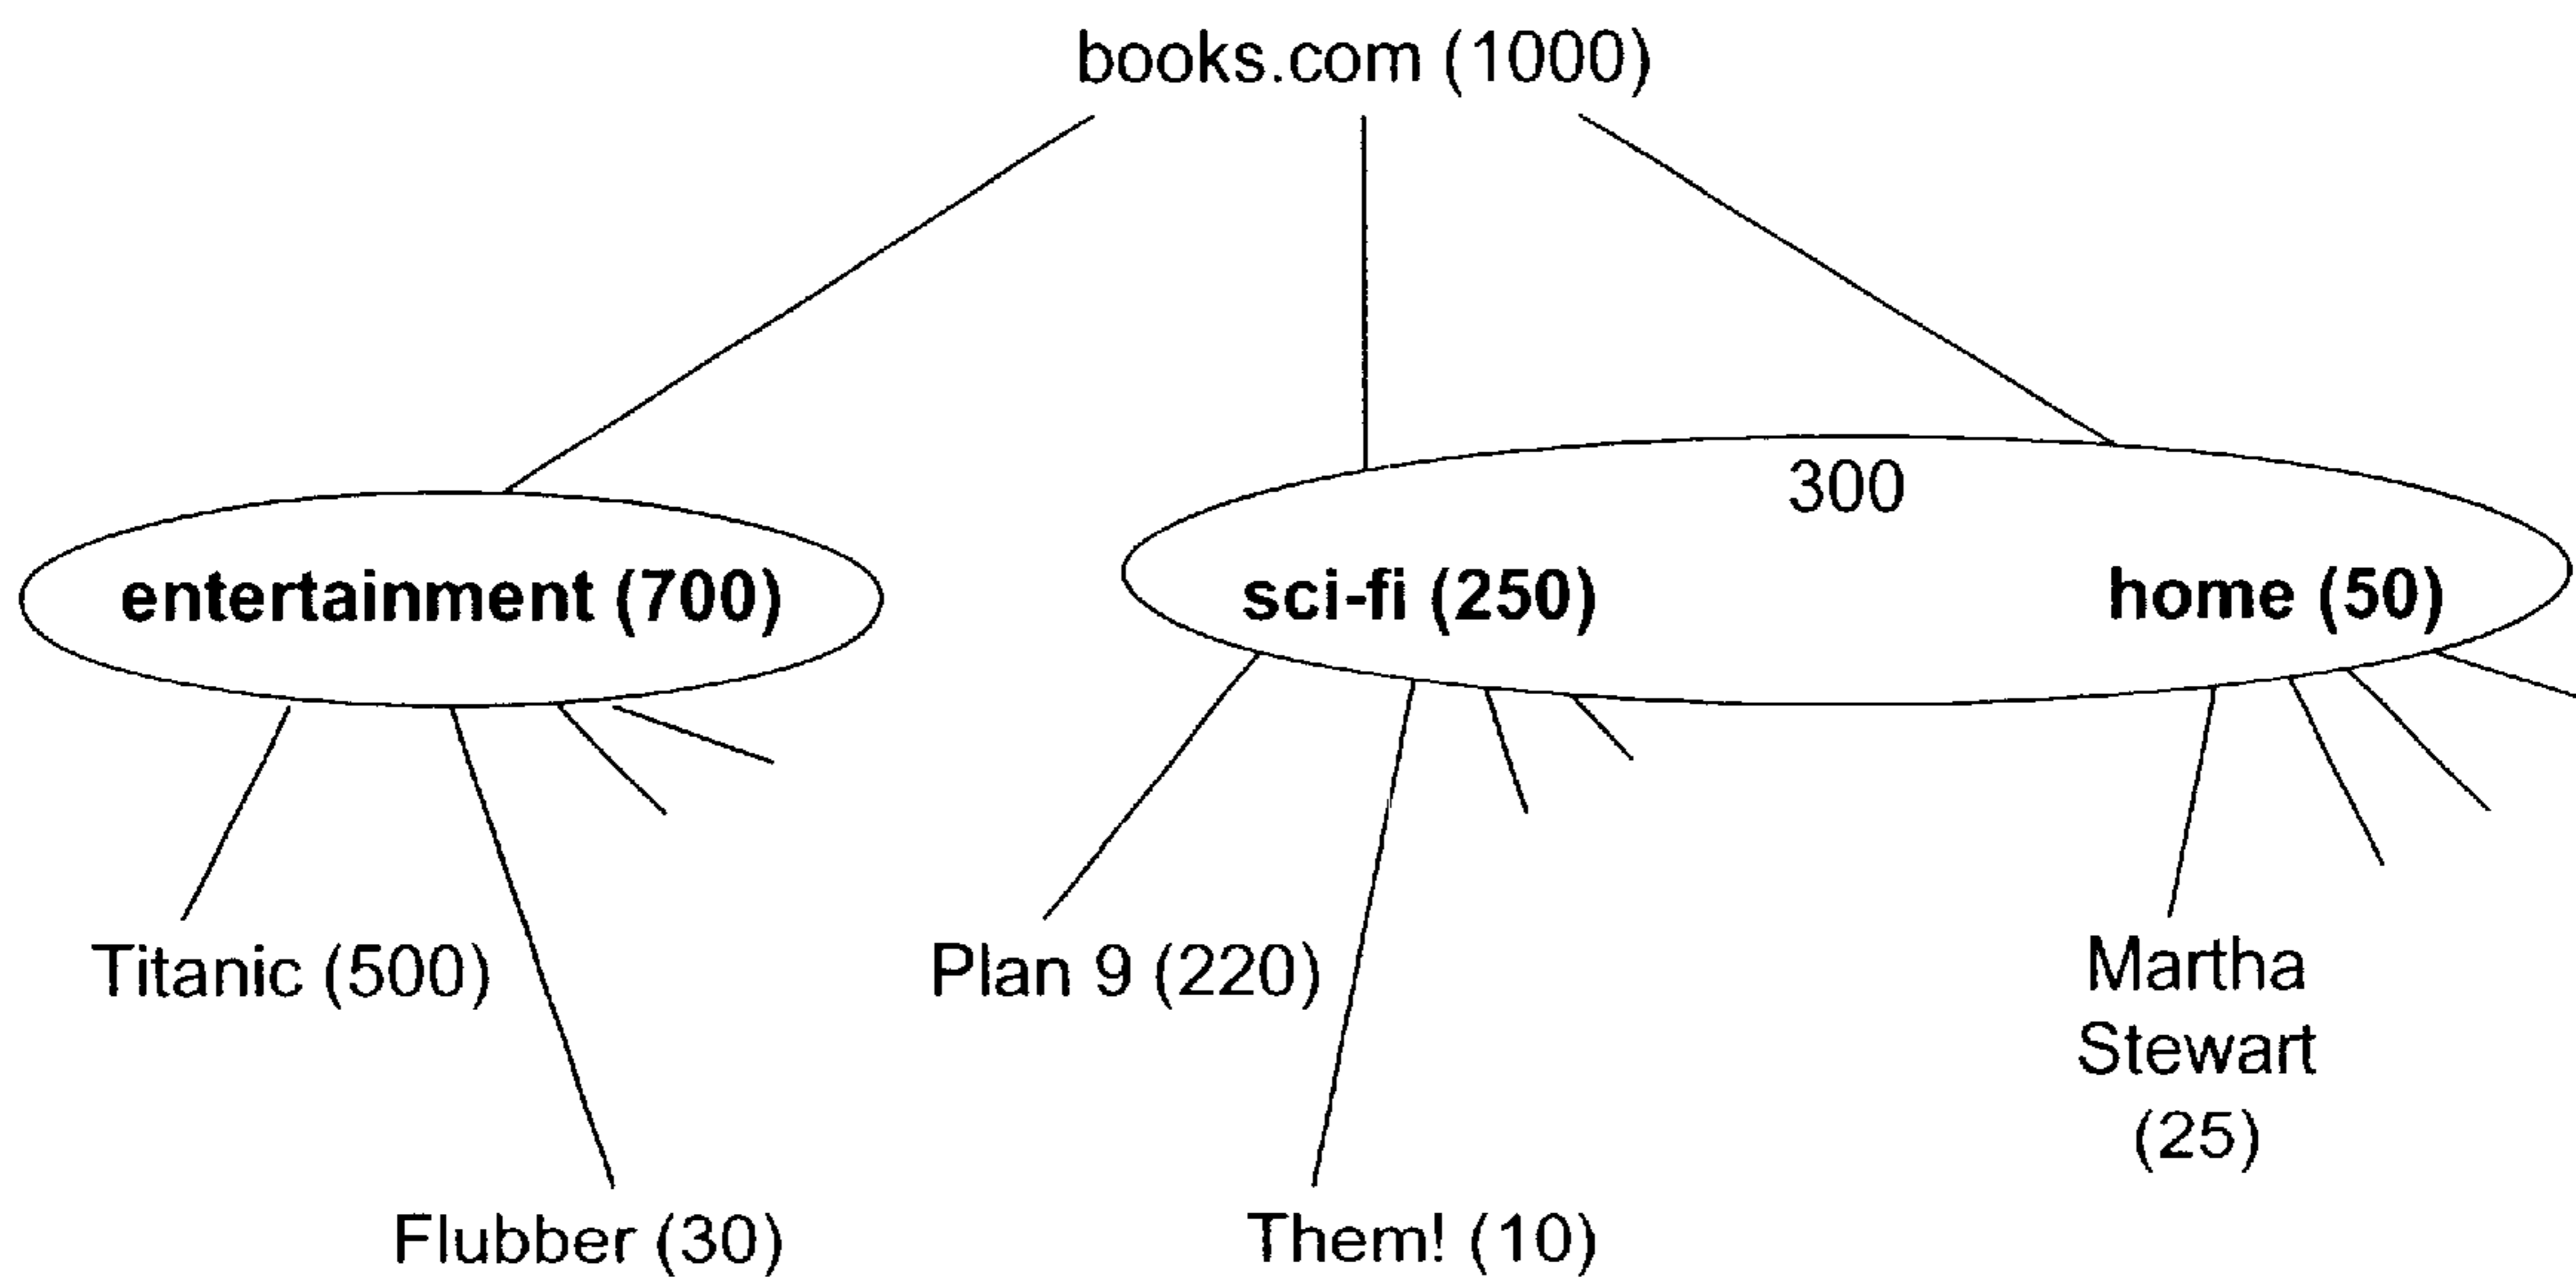 books.com (1000)
300
entertainment (700)
sci-fi (250)
home (50)
Titanic (500)
Plan 9 (220)
Martha
Stewart
(25)
Flubber (30)
Them! (10)